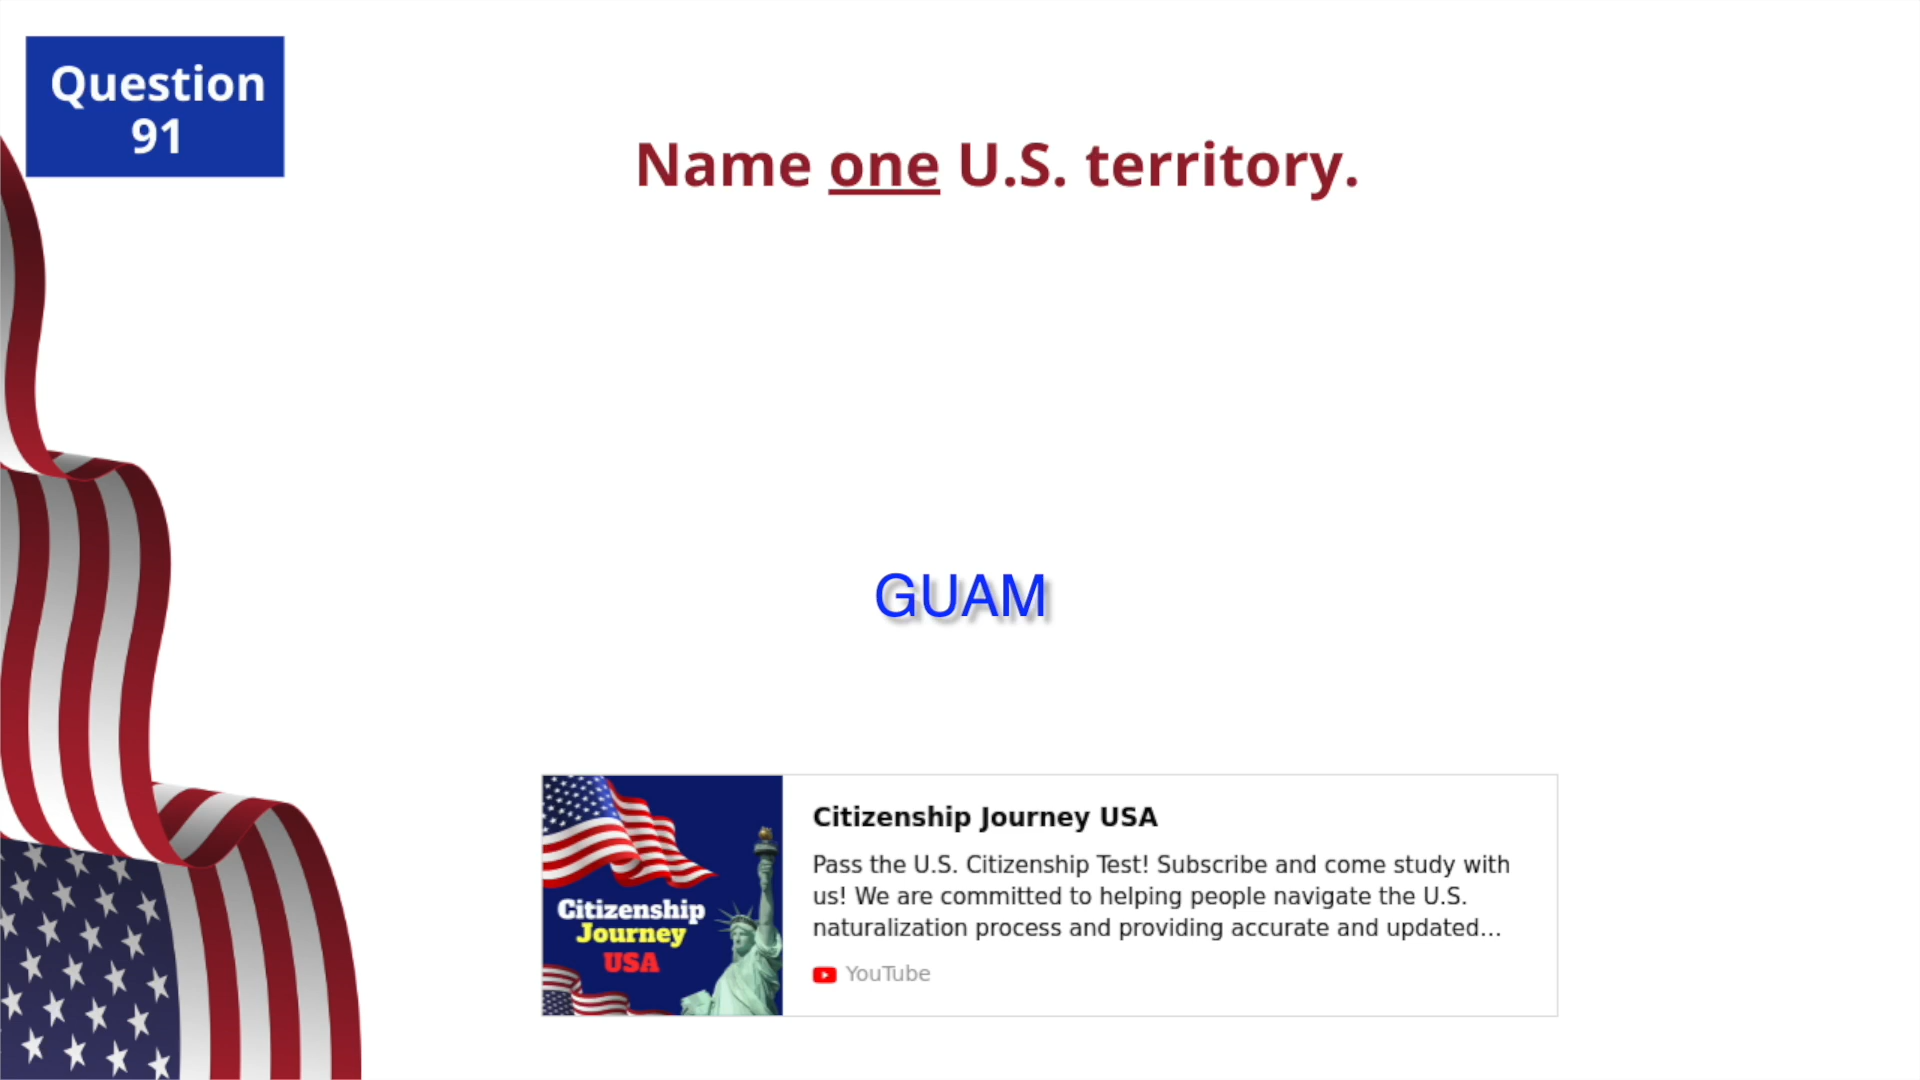 Question
91
Name one U.S. territory.
GUAM
Citizenship Journey USA
Pass the U.S. Citizenship Test! Subscribe and come study with
us! We are committed to helping people navigate the U.S.
naturalization process and providing accurate and updated...
YouTube
Citizenship
Journey
USA